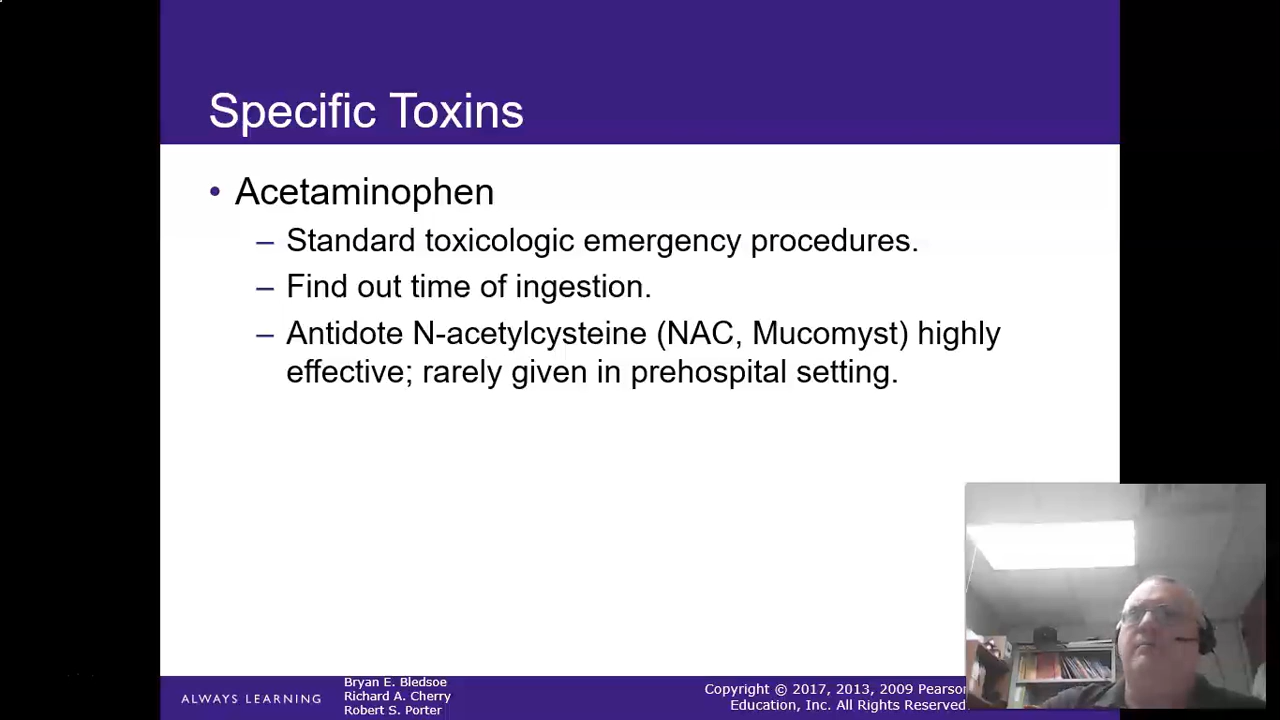 Specific Toxins
• Acetaminophen
– Standard toxicologic emergency procedures.
– Find out time of ingestion.
– Antidote N-acetylcysteine (NAC, Mucomyst) highly
effective; rarely given in prehospital setting.
ALWAYS LEARNING
Bryan E. Bledsoe
Richard A. Cherry
Robert S. Porter
Copyright © 2017, 2013, 2009 Pearson
Education, Inc. All Rights Reserved